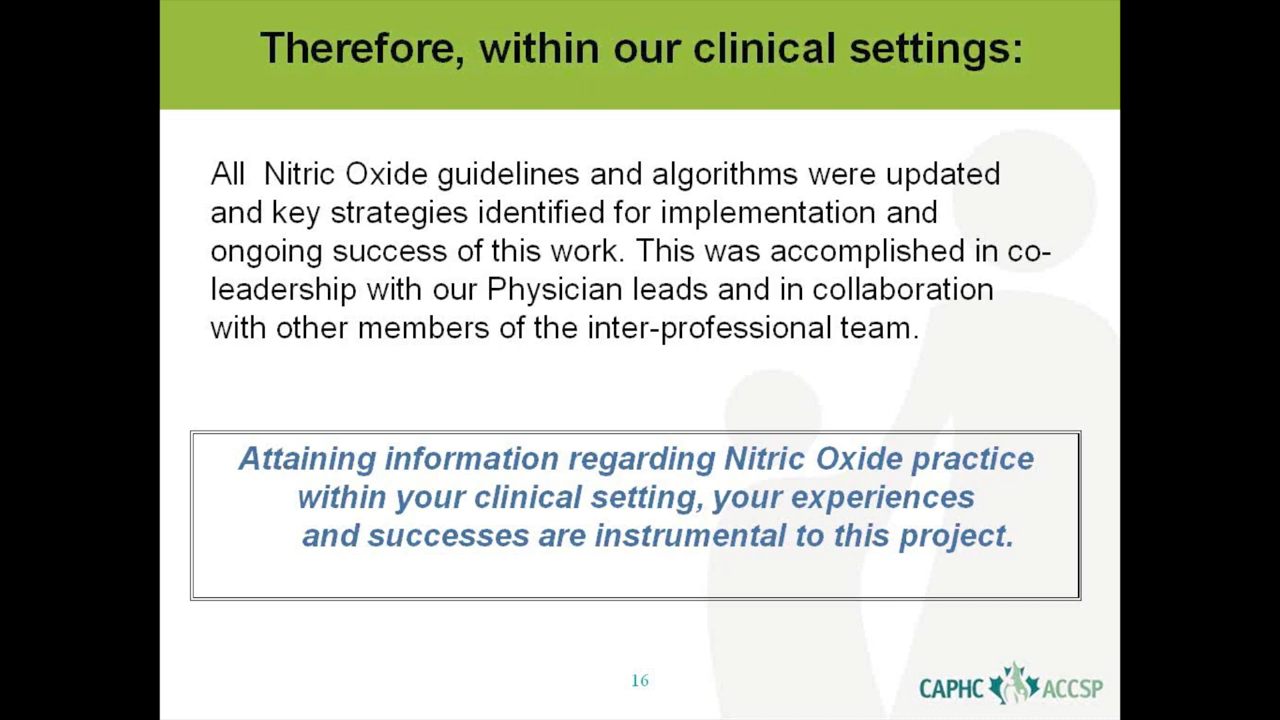 Therefore, within our clinical settings:
All  Nitric Oxide guidelines and algorithms were updated
and key strategies identified for implementation and
ongoing success of this work. This was accomplished in co-
leadership with our Physician leads and in collaboration
with other members of the inter-professional team.
Attaining information regarding Nitric Oxide practice
within your clinical setting, your experiences
and successes are instrumental to this project.
16
CAPHC ACCSP